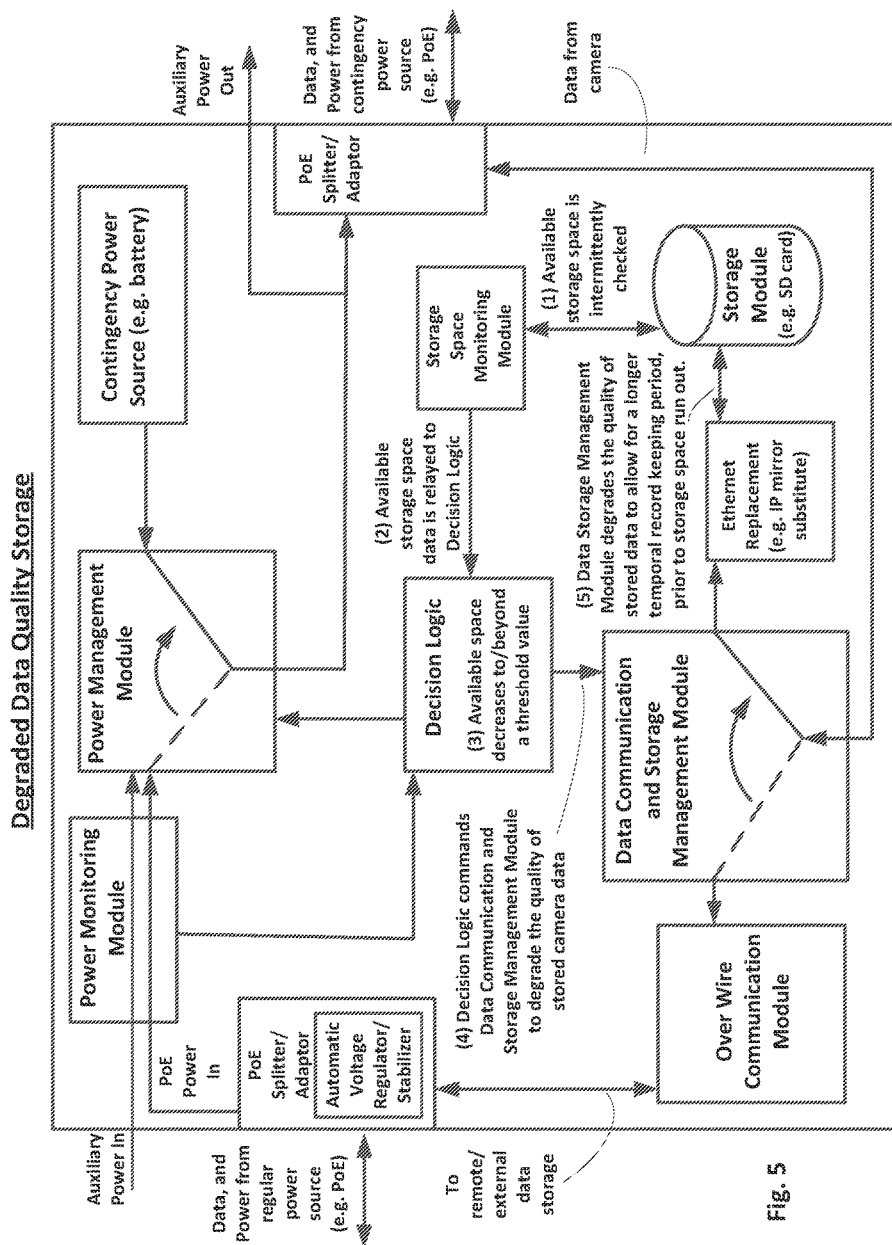 Degraded Data Quality Storage
Auxiliary
Power In
Data, and
Power from
regular
power
source
(e.g. PoE)
To
remote/
external
data
storage
PoE
Power
In
PoE
Splitter/
Adaptor
Automatic
Voltage
Regulator/
Stabilizer
Power Monitoring
Module
Power Management
Module
Contingency Power
Source (e.g. battery)
Auxiliary
Power
Out
Data, and
Power from
contingency
power
source
(e.g. PoE)
PoE
Splitter/
Adaptor
Data from
camera
Decision Logic
(3) Available space
decreases to/beyond
a threshold value
(2) Available
storage space
data is relayed to
Decision Logic
Storage
Space
Monitoring
Module
(1) Available
storage space is
intermittently
checked
(4) Decision Logic commands
Data Communication and
Storage Management Module
to degrade the quality of
stored camera data
(5) Data Storage Management
Module degrades the quality of
stored data to allow for a longer
temporal record keeping period,
prior to storage space run out.
Over Wire
Communication
Module
Data Communication
and Storage
Management Module
Ethernet
Replacement
(e.g. IP mirror
substitute)
Storage
Module
(e.g. SD card)
Fig. 5